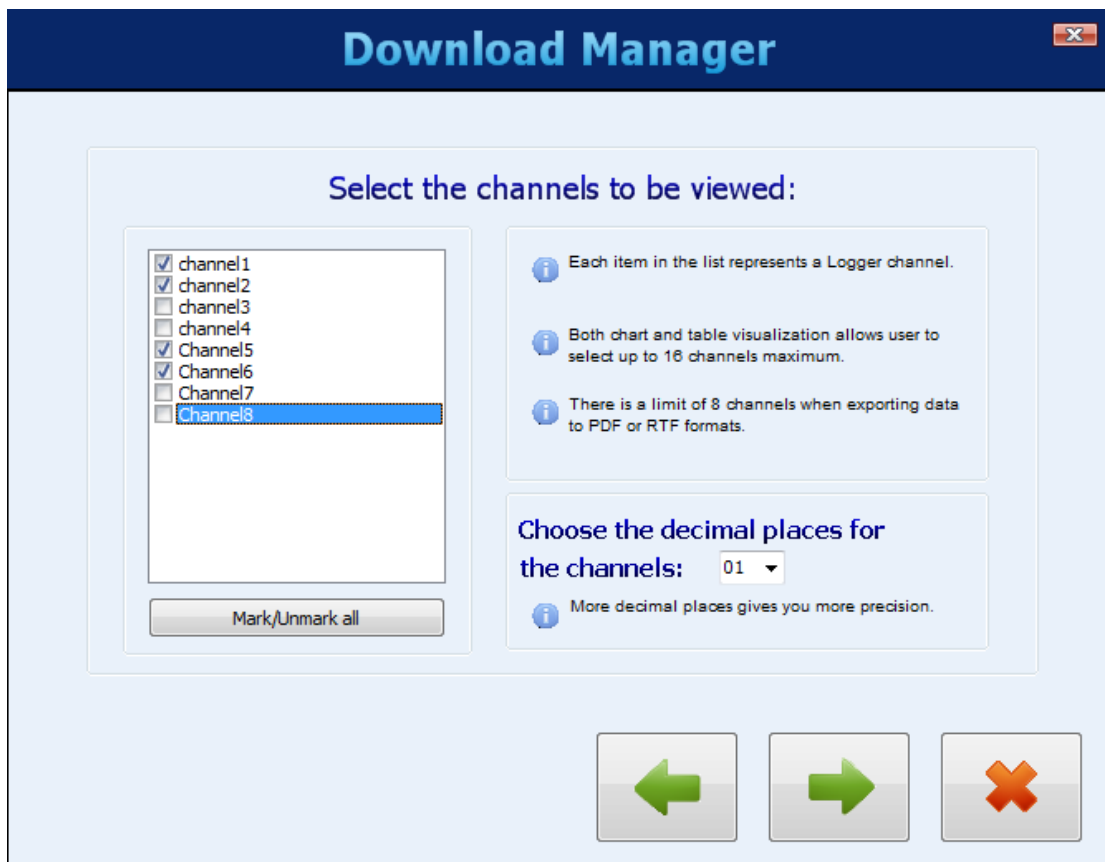 Download Manager
Select the channels to be viewed:
channel1
channel2
channel3
channel4
Channel5
Channel6
Channel7
Channel8
Mark/Unmark all
Each item in the list represents a Logger channel.
Both chart and table visualization allows user to
select up to 16 channels maximum.
There is a limit of 8 channels when exporting data
to PDF or RTF formats.
Choose the decimal places for
the channels: 01
More decimal places gives you more precision.